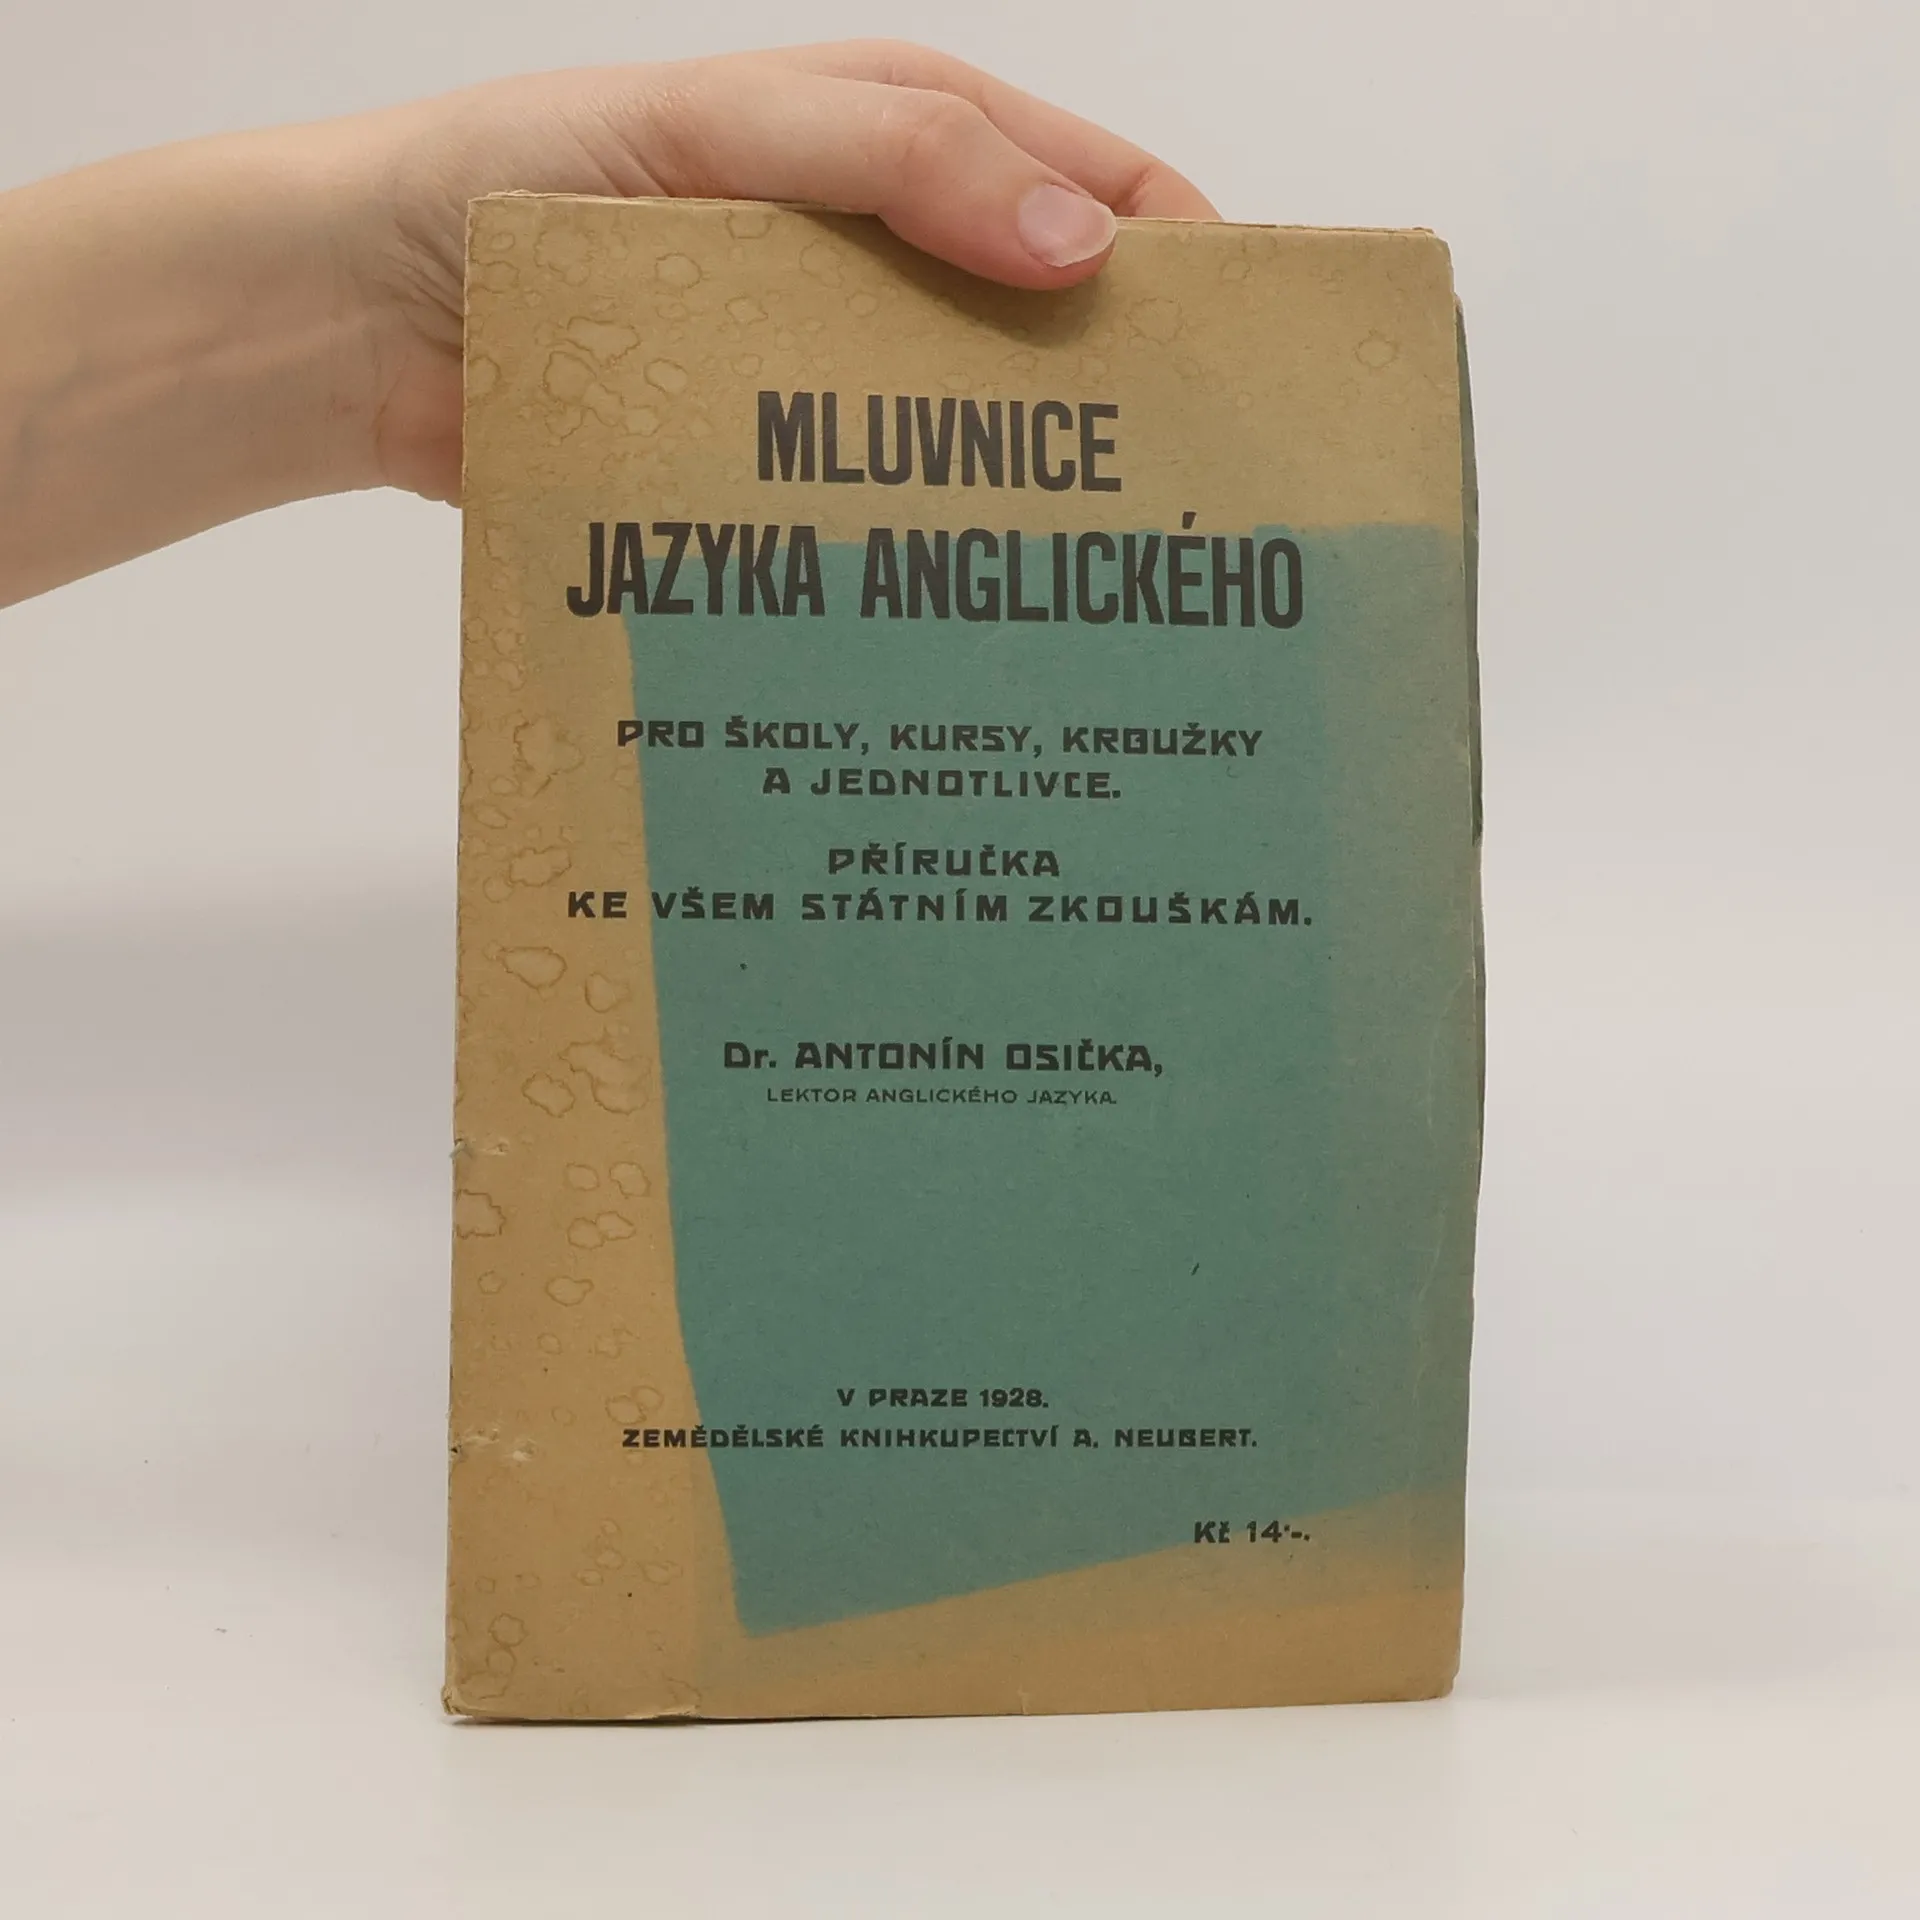 MLUVNICE
JAZYKA ANGLICKÉHO
PRO ŠKOLY, KURSY, KROUŽKY
A JEDNOTLIVCE.
PŘÍRUČKA
KE VŠEM STÁTNÍM ZKOUŠKÁM.
Dr. ANTONÍN OSIČKA,
LEKTOR ANGLICKÉHO JAZYKA.
V PRAZE 1928.
ZEMĚDĚLSKÉ KNIHKUPECTVÍ A. NEUBERT.
Kč 14·-.